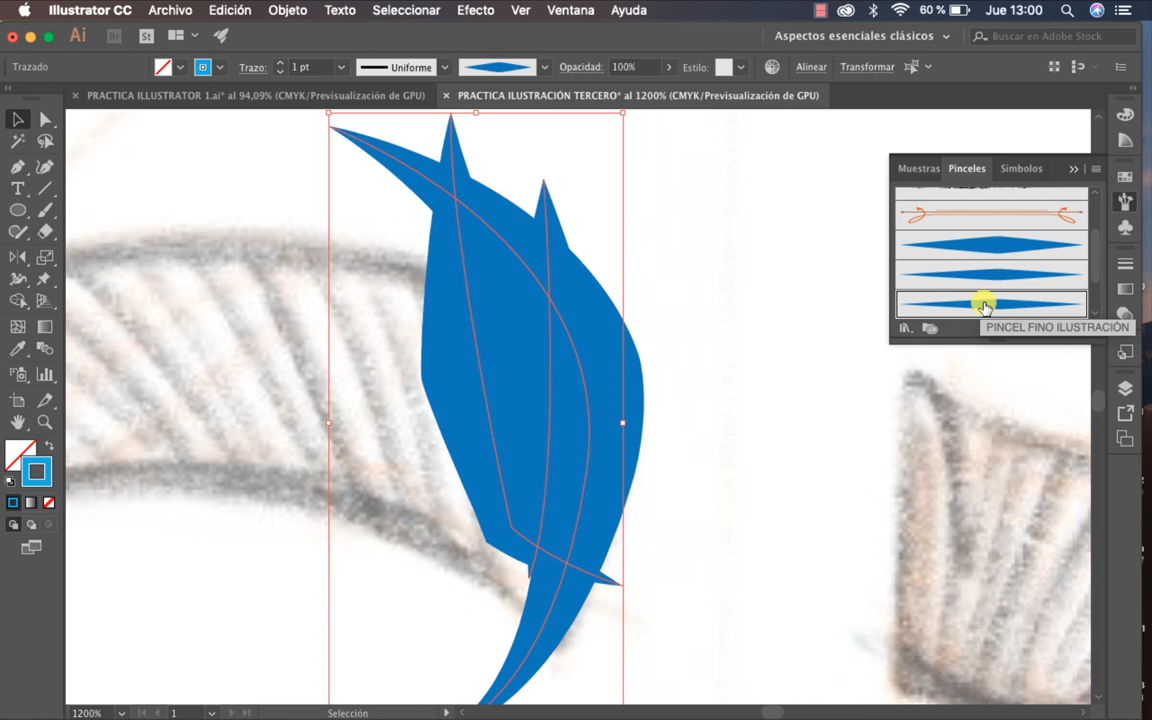 Illustrator CC Archivo Edición Objeto Texto Seleccionar Efecto Ver Ventana Ayuda 60 % Jue 13:00
Ai Br St Aspectos esenciales clásicos Buscar en Adobe Stock
Trazado Trazo: 1 pt Uniforme Opacidad: 100% Estilo: Alinear Transformar
× PRACTICA ILLUSTRATOR 1.ai* al 94,09% (CMYK/Previsualización de GPU) × PRACTICA ILUSTRACIÓN TERCERO* al 1200% (CMYK/Previsualización de GPU)
Muestras Pinceles Símbolos
PINCEL FINO ILUSTRACIÓN
1200% 1 Selección